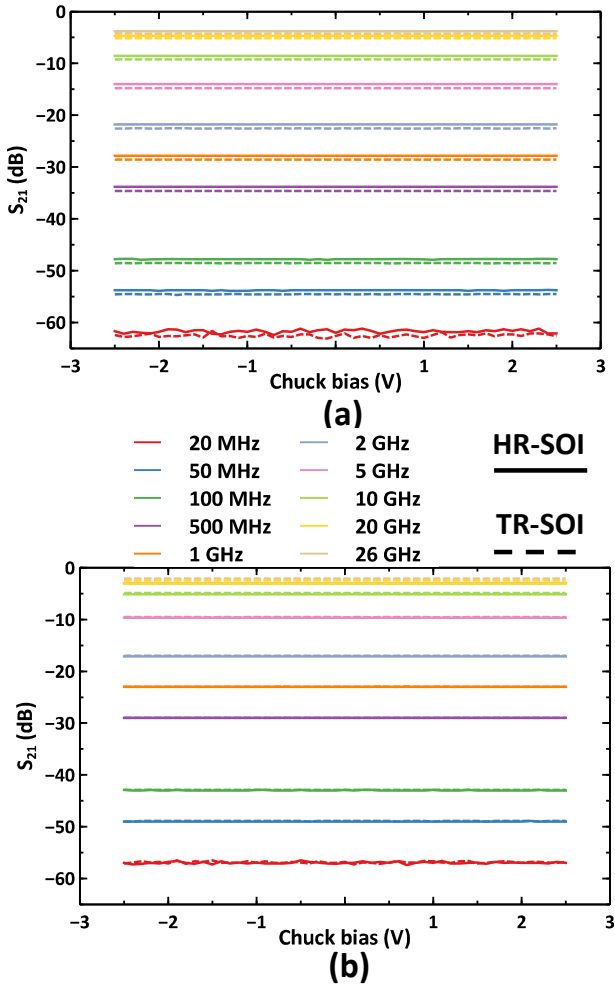 0
−10
−20
−30
−40
−50
−60
S21 (dB)
−3 −2 −1 0 1 2 3
Chuck bias (V)
(a)
20 MHz 2 GHz HR-SOI
50 MHz 5 GHz
100 MHz 10 GHz
500 MHz 20 GHz TR-SOI
1 GHz 26 GHz
0
−10
−20
−30
−40
−50
−60
S21 (dB)
−3 −2 −1 0 1 2 3
Chuck bias (V)
(b)